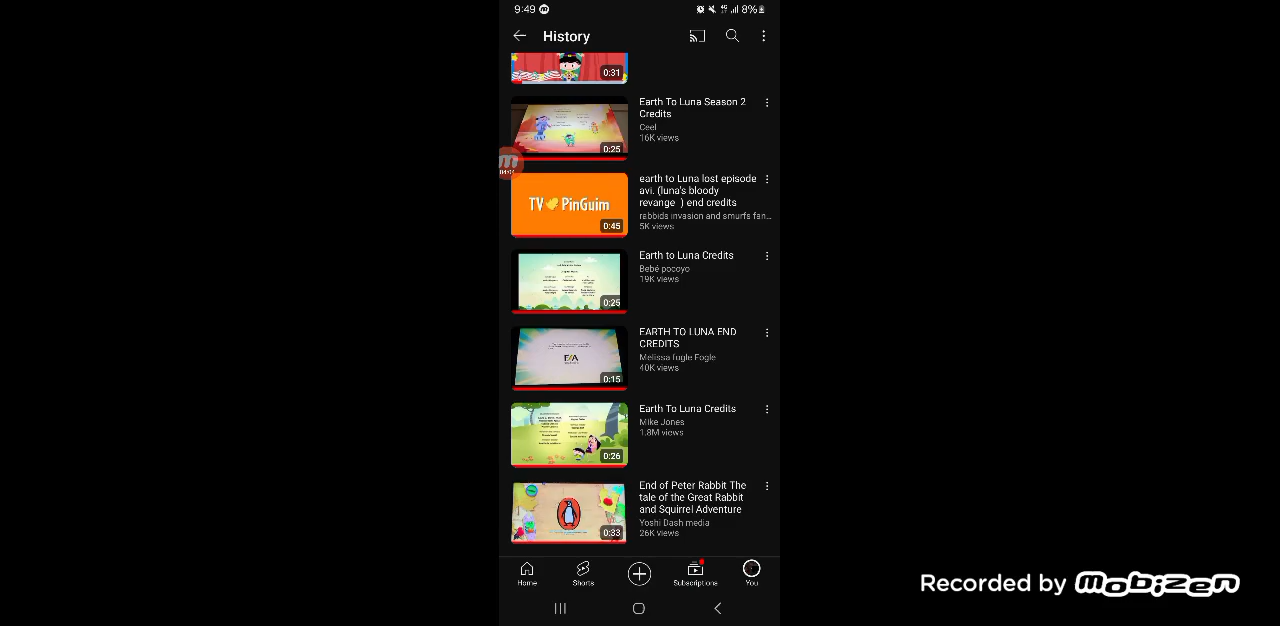 9:49
4G
8%
History
0:31
Earth To Luna Season 2
Credits
Ceel
16K views
0:25
04:04
earth to Luna lost episode
avi. (luna's bloody
revange  ) end credits
rabbids invasion and smurfs fan...
5K views
TV PinGuim
0:45
Earth to Luna Credits
Bebé pocoyo
19K views
0:25
EARTH TO LUNA END
CREDITS
Melissa fogle Fogle
40K views
0:15
Earth To Luna Credits
Mike Jones
1.8M views
0:26
End of Peter Rabbit The
tale of the Great Rabbit
and Squirrel Adventure
Yoshi Dash media
26K views
0:33
Home
Shorts
Subscriptions
You
Recorded by mobizen